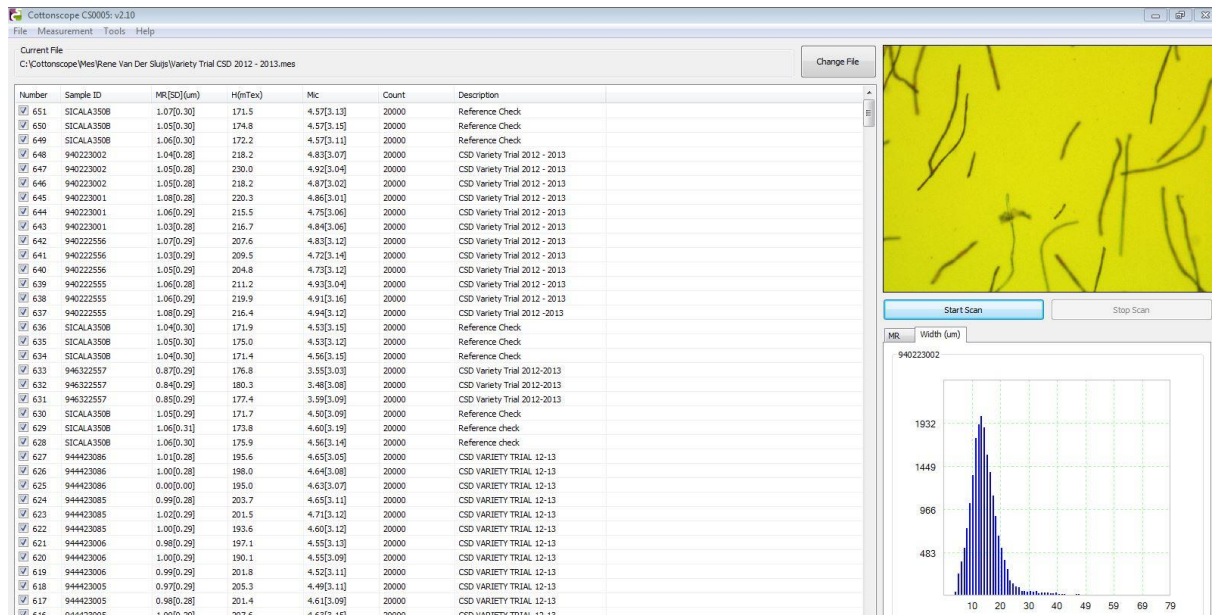 Cottonscope CS0005: v2.10
File Measurement Tools Help
Current File
C:\Cottonscope\Mes\Rene Van Der Sluijs\Variety Trial CSD 2012 - 2013.mes
Change File
Number Sample ID MR[SD](um) H(mTex) Mic Count Description
651 SICALA350B 1.07[0.30] 171.5 4.57[3.13] 20000 Reference Check
650 SICALA350B 1.05[0.30] 174.8 4.57[3.15] 20000 Reference Check
649 SICALA350B 1.06[0.30] 172.2 4.57[3.11] 20000 Reference Check
648 940223002 1.04[0.28] 218.2 4.83[3.07] 20000 CSD Variety Trial 2012 - 2013
647 940223002 1.05[0.29] 230.0 4.92[3.04] 20000 CSD Variety Trial 2012 - 2013
646 940223002 1.05[0.28] 218.2 4.87[3.02] 20000 CSD Variety Trial 2012 - 2013
645 940223001 1.08[0.28] 220.3 4.86[3.01] 20000 CSD Variety Trial 2012 - 2013
644 940223001 1.06[0.29] 215.5 4.75[3.06] 20000 CSD Variety Trial 2012 - 2013
643 940223001 1.03[0.28] 216.7 4.84[3.06] 20000 CSD Variety Trial 2012 - 2013
642 940222556 1.07[0.29] 207.6 4.83[3.12] 20000 CSD Variety Trial 2012 - 2013
641 940222556 1.03[0.29] 209.5 4.72[3.14] 20000 CSD Variety Trial 2012 - 2013
640 940222556 1.05[0.29] 204.8 4.73[3.12] 20000 CSD Variety Trial 2012 - 2013
639 940222555 1.06[0.28] 211.2 4.93[3.04] 20000 CSD Variety Trial 2012 - 2013
638 940222555 1.06[0.29] 219.9 4.91[3.16] 20000 CSD Variety Trial 2012 - 2013
637 940222555 1.08[0.29] 216.4 4.94[3.12] 20000 CSD Variety Trial 2012 -2013
636 SICALA350B 1.04[0.30] 171.9 4.53[3.15] 20000 Reference Check
635 SICALA350B 1.05[0.30] 175.0 4.53[3.12] 20000 Reference Check
634 SICALA350B 1.04[0.30] 171.4 4.56[3.15] 20000 Reference Check
633 946322557 0.87[0.29] 176.8 3.55[3.03] 20000 CSD Variety Trial 2012-2013
632 946322557 0.84[0.29] 180.3 3.48[3.08] 20000 CSD Variety Trial 2012-2013
631 946322557 0.85[0.29] 177.4 3.59[3.09] 20000 CSD Variety Trial 2012-2013
630 SICALA350B 1.05[0.29] 171.7 4.50[3.09] 20000 Reference Check
629 SICALA350B 1.06[0.31] 173.8 4.60[3.19] 20000 Reference check
628 SICALA350B 1.06[0.30] 175.9 4.56[3.14] 20000 Reference check
627 944423086 1.01[0.28] 195.6 4.65[3.05] 20000 CSD VARIETY TRIAL 12-13
626 944423086 1.00[0.28] 198.0 4.64[3.08] 20000 CSD VARIETY TRIAL 12-13
625 944423086 0.00[0.00] 195.0 4.63[3.07] 20000 CSD VARIETY TRIAL 12-13
624 944423085 0.99[0.28] 203.7 4.65[3.11] 20000 CSD VARIETY TRIAL 12-13
623 944423085 1.02[0.29] 201.5 4.71[3.12] 20000 CSD VARIETY TRIAL 12-13
622 944423085 1.00[0.29] 193.6 4.60[3.12] 20000 CSD VARIETY TRIAL 12-13
621 944423006 0.98[0.29] 197.1 4.55[3.13] 20000 CSD VARIETY TRIAL 12-13
620 944423006 1.00[0.29] 190.1 4.55[3.09] 20000 CSD VARIETY TRIAL 12-13
619 944423006 0.99[0.29] 201.8 4.52[3.11] 20000 CSD VARIETY TRIAL 12-13
618 944423005 0.97[0.29] 205.3 4.49[3.11] 20000 CSD VARIETY TRIAL 12-13
617 944423005 0.98[0.28] 201.4 4.61[3.09] 20000 CSD VARIETY TRIAL 12-13
Start Scan Stop Scan
MR Width (um)
940223002
1932
1449
966
483
10 20 30 40 49 59 69 79